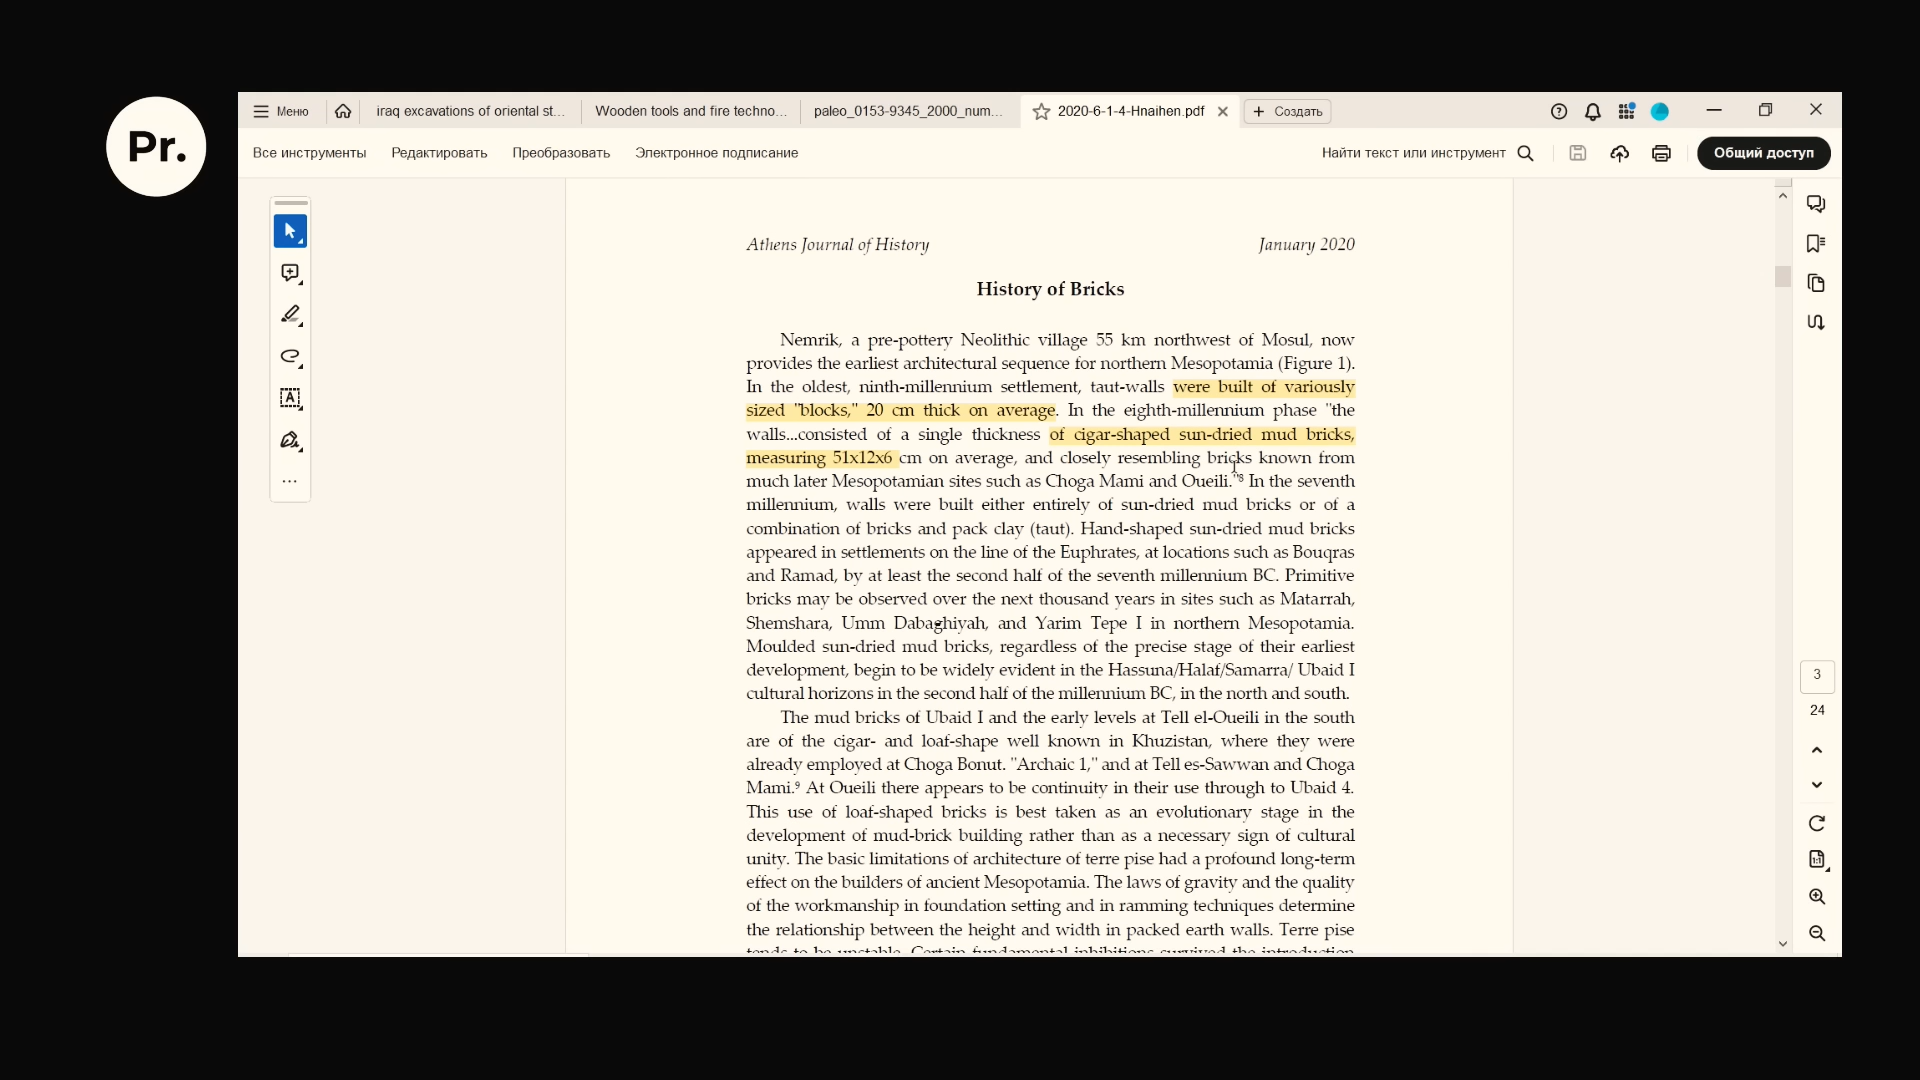 Pr.
Меню
iraq excavations of oriental st...
Wooden tools and fire techno...
paleo_0153-9345_2000_num...
2020-6-1-4-Hnaihen.pdf
Создать
Все инструменты
Редактировать
Преобразовать
Электронное подписание
Найти текст или инструмент
Общий доступ
Athens Journal of History
January 2020
History of Bricks
Nemrik, a pre-pottery Neolithic village 55 km northwest of Mosul, now
provides the earliest architectural sequence for northern Mesopotamia (Figure 1).
In the oldest, ninth-millennium settlement, taut-walls were built of variously
sized "blocks," 20 cm thick on average. In the eighth-millennium phase "the
walls...consisted of a single thickness of cigar-shaped sun-dried mud bricks,
measuring 51x12x6 cm on average, and closely resembling bricks known from
much later Mesopotamian sites such as Choga Mami and Oueili."⁸ In the seventh
millennium, walls were built either entirely of sun-dried mud bricks or of a
combination of bricks and pack clay (taut). Hand-shaped sun-dried mud bricks
appeared in settlements on the line of the Euphrates, at locations such as Bouqras
and Ramad, by at least the second half of the seventh millennium BC. Primitive
bricks may be observed over the next thousand years in sites such as Matarrah,
Shemshara, Umm Dabaghiyah, and Yarim Tepe I in northern Mesopotamia.
Moulded sun-dried mud bricks, regardless of the precise stage of their earliest
development, begin to be widely evident in the Hassuna/Halaf/Samarra/ Ubaid I
cultural horizons in the second half of the millennium BC, in the north and south.
The mud bricks of Ubaid I and the early levels at Tell el-Oueili in the south
are of the cigar- and loaf-shape well known in Khuzistan, where they were
already employed at Choga Bonut. "Archaic 1," and at Tell es-Sawwan and Choga
Mami.⁹ At Oueili there appears to be continuity in their use through to Ubaid 4.
This use of loaf-shaped bricks is best taken as an evolutionary stage in the
development of mud-brick building rather than as a necessary sign of cultural
unity. The basic limitations of architecture of terre pise had a profound long-term
effect on the builders of ancient Mesopotamia. The laws of gravity and the quality
of the workmanship in foundation setting and in ramming techniques determine
the relationship between the height and width in packed earth walls. Terre pise
tends to be unstable. Certain fundamental inhibitions survived the introduction
3
24